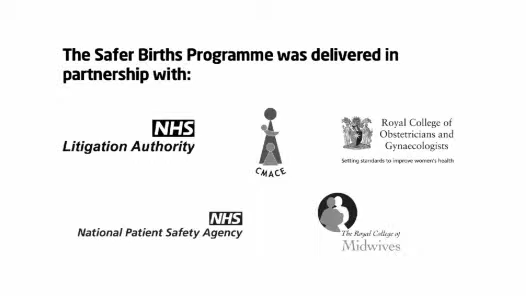 The Safer Births Programme was delivered in
partnership with:
NHS
Litigation Authority
CMACE
Royal College of
Obstetricians and
Gynaecologists
Setting standards to improve women's health
NHS
National Patient Safety Agency
The Royal College of
Midwives